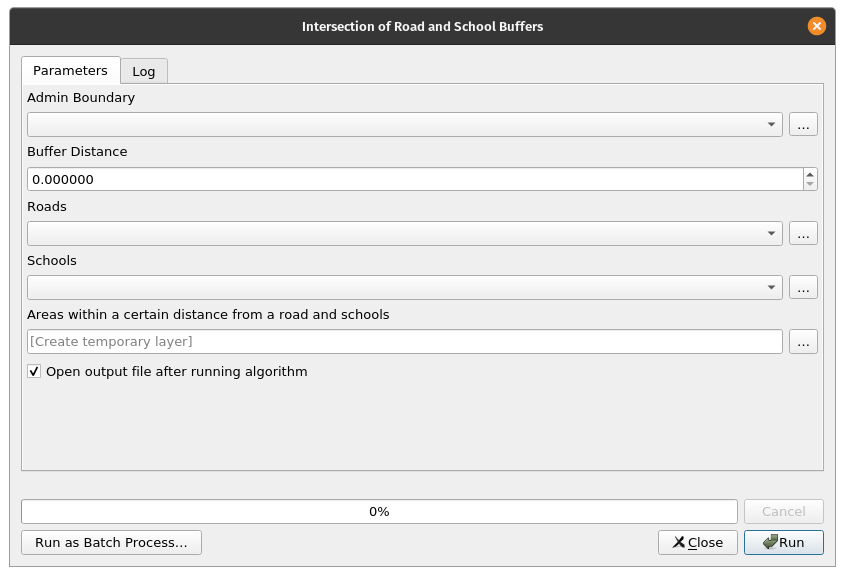 Intersection of Road and School Buffers
Parameters
Log
Admin Boundary
...
Buffer Distance
0.000000
Roads
...
Schools
...
Areas within a certain distance from a road and schools
[Create temporary layer]
...
Open output file after running algorithm
0%
Cancel
Run as Batch Process...
Close
Run